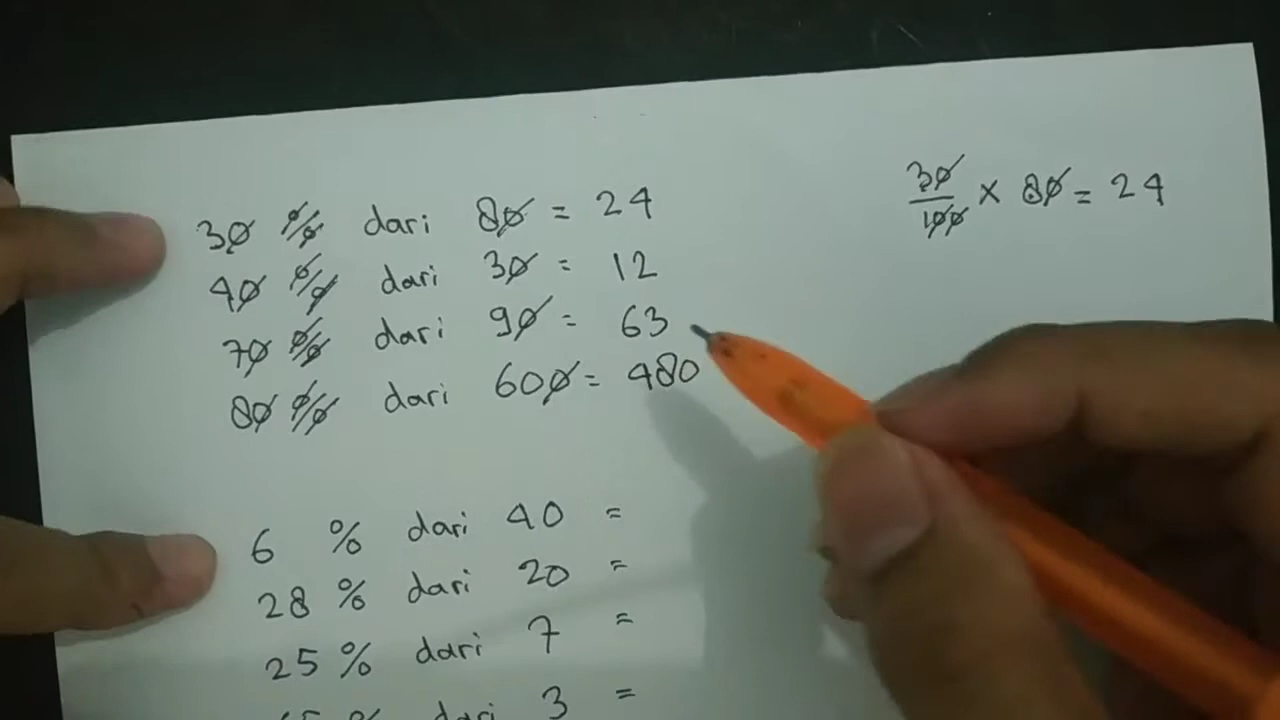 30 % dari 80 = 24
40 % dari 30 = 12
70 % dari 90 = 63
80 % dari 600 = 480
30/100 × 80 = 24
6 % dari 40 =
28 % dari 20 =
25 % dari 7 =
5 % dari 3 =